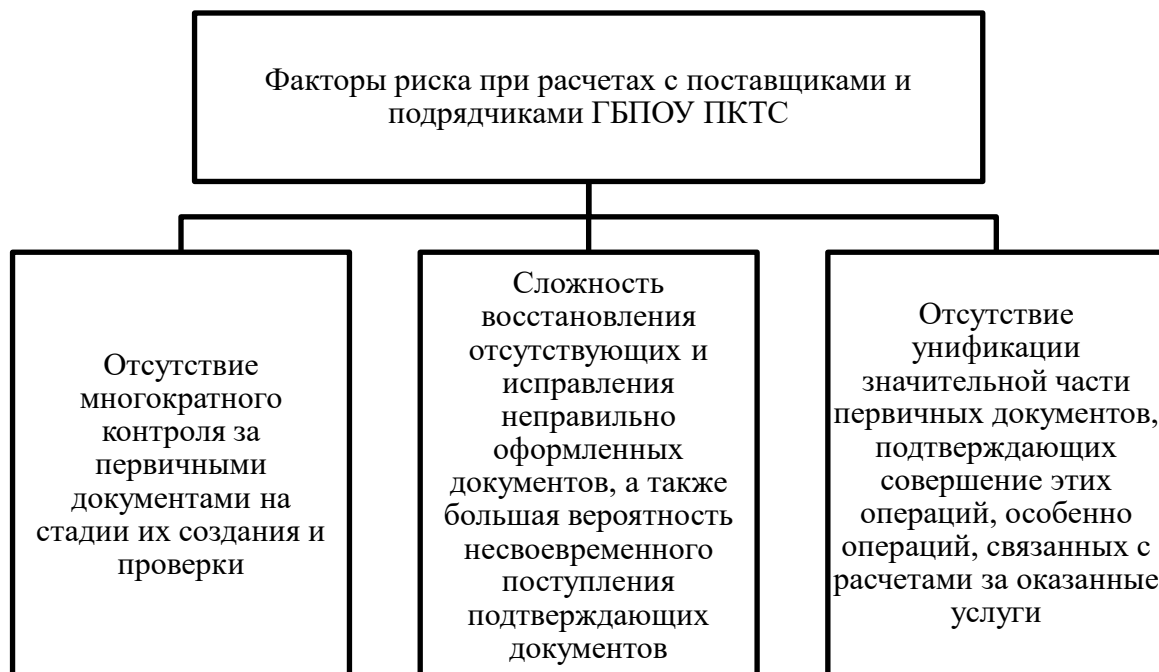 Факторы риска при расчетах с поставщиками и
подрядчиками ГБПОУ ПКТС
Отсутствие
многократного
контроля за
первичными
документами на
стадии их создания и
проверки
Сложность
восстановления
отсутствующих и
исправления
неправильно
оформленных
документов, а также
большая вероятность
несвоевременного
поступления
подтверждающих
документов
Отсутствие
унификации
значительной части
первичных документов,
подтверждающих
совершение этих
операций, особенно
операций, связанных с
расчетами за оказанные
услуги